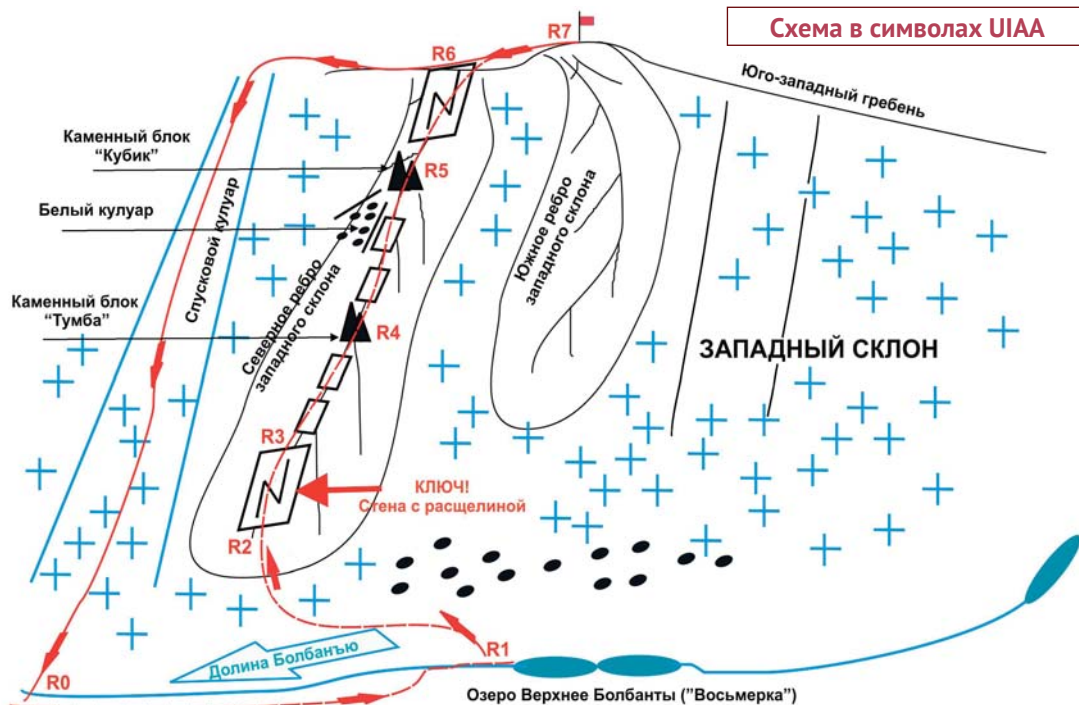 Схема в символах UIAA
R7
R6
Юго-западный гребень
Каменный блок
“Кубик”
R5
Белый кулуар
Спусковой кулуар
Северное ребро
западного склона
Южное ребро
западного склона
Каменный блок
“Тумба”
R4
ЗАПАДНЫЙ СКЛОН
R3
КЛЮЧ!
Стена с расщелиной
R2
R1
Долина Болбанъю
R0
Озеро Верхнее Болбанты (”Восьмерка”)